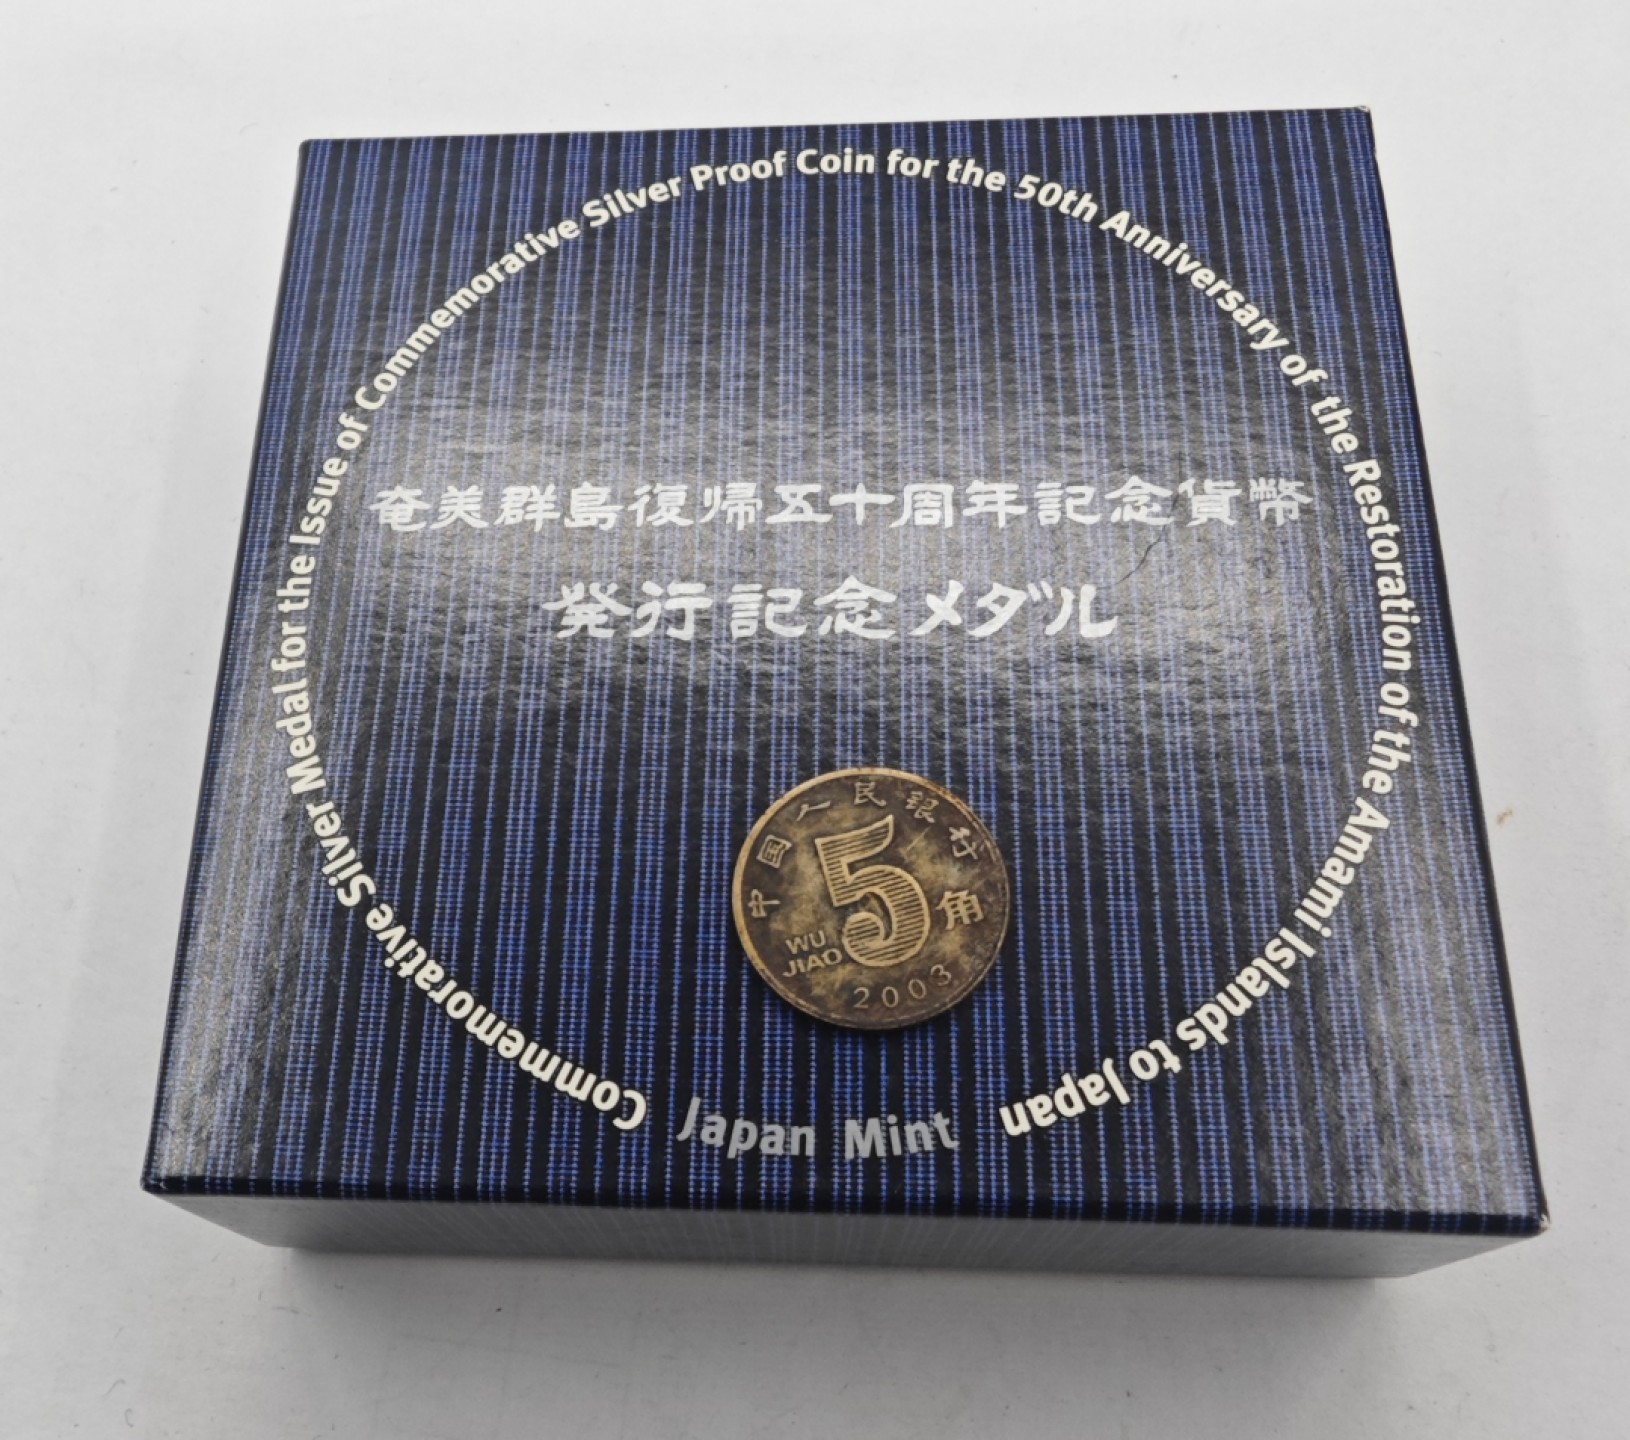 Commemorative Silver Medal for the Issue of Commemorative Silver Proof Coin for the 50th Anniversary of the Restoration of the Amami Islands to Japan
奄美群島復帰五十周年記念貨幣
発行記念メダル
中国人民银行
5角
WU
JIAO
2003
Japan Mint